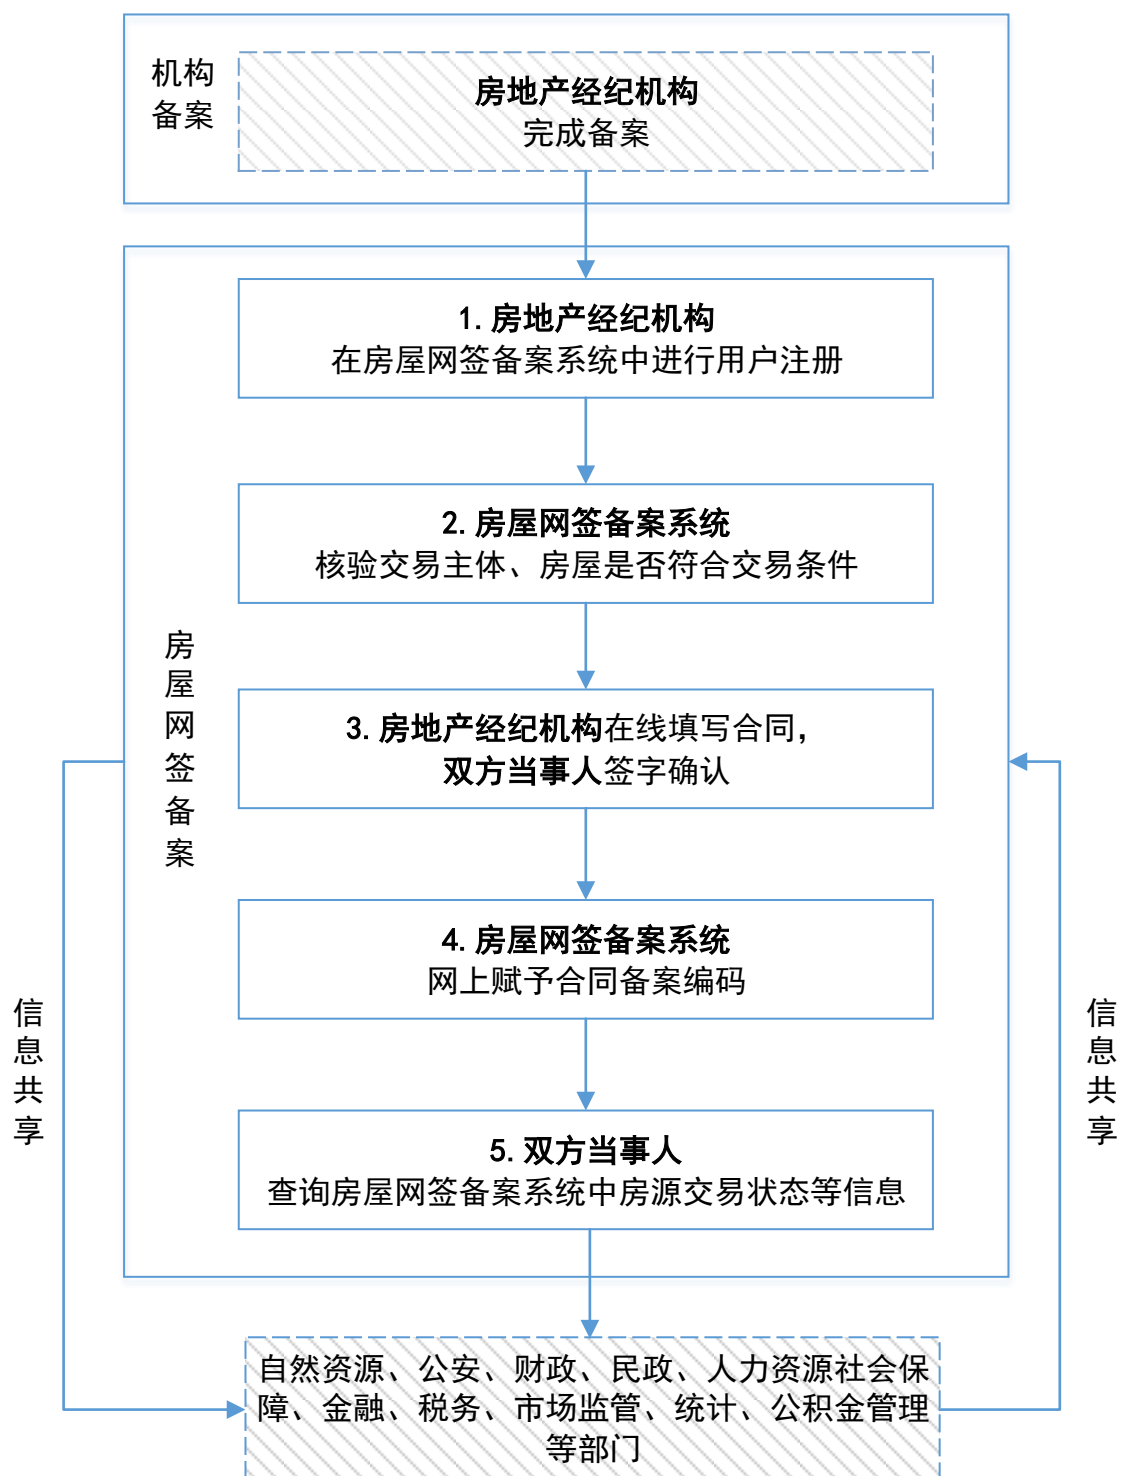 机构
备案
房地产经纪机构
完成备案
1.房地产经纪机构
在房屋网签备案系统中进行用户注册
2.房屋网签备案系统
核验交易主体、房屋是否符合交易条件
房
屋
网
签
备
案
3.房地产经纪机构在线填写合同,
双方当事人签字确认
4.房屋网签备案系统
网上赋予合同备案编码
信
息
共
享
信
息
共
享
5.双方当事人
查询房屋网签备案系统中房源交易状态等信息
自然资源、公安、财政、民政、人力资源社会保
障、金融、税务、市场监管、统计、公积金管理
等部门